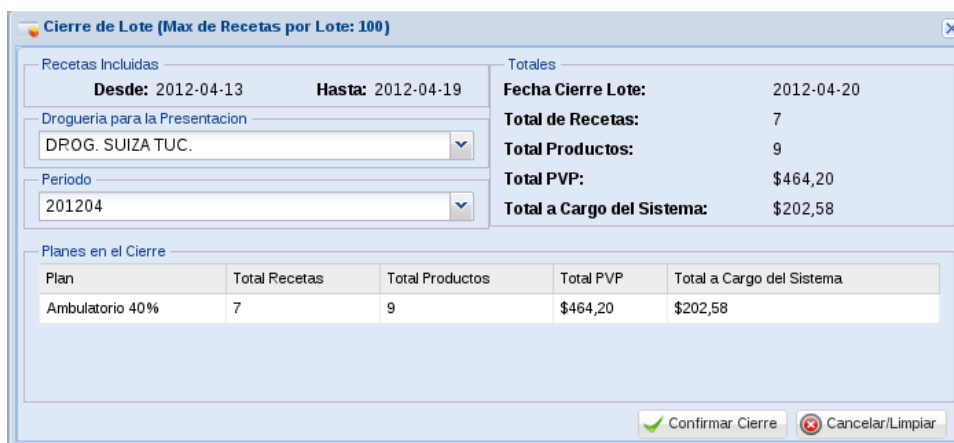 Cierre de Lote (Max de Recetas por Lote: 100)
Recetas Incluidas
Desde: 2012-04-13 Hasta: 2012-04-19
Drogueria para la Presentacion
DROG. SUIZA TUC.
Periodo
201204
Totales
Fecha Cierre Lote: 2012-04-20
Total de Recetas: 7
Total Productos: 9
Total PVP: $464,20
Total a Cargo del Sistema: $202,58
Planes en el Cierre
Plan Total Recetas Total Productos Total PVP Total a Cargo del Sistema
Ambulatorio 40% 7 9 $464,20 $202,58
Confirmar Cierre Cancelar/Limpiar